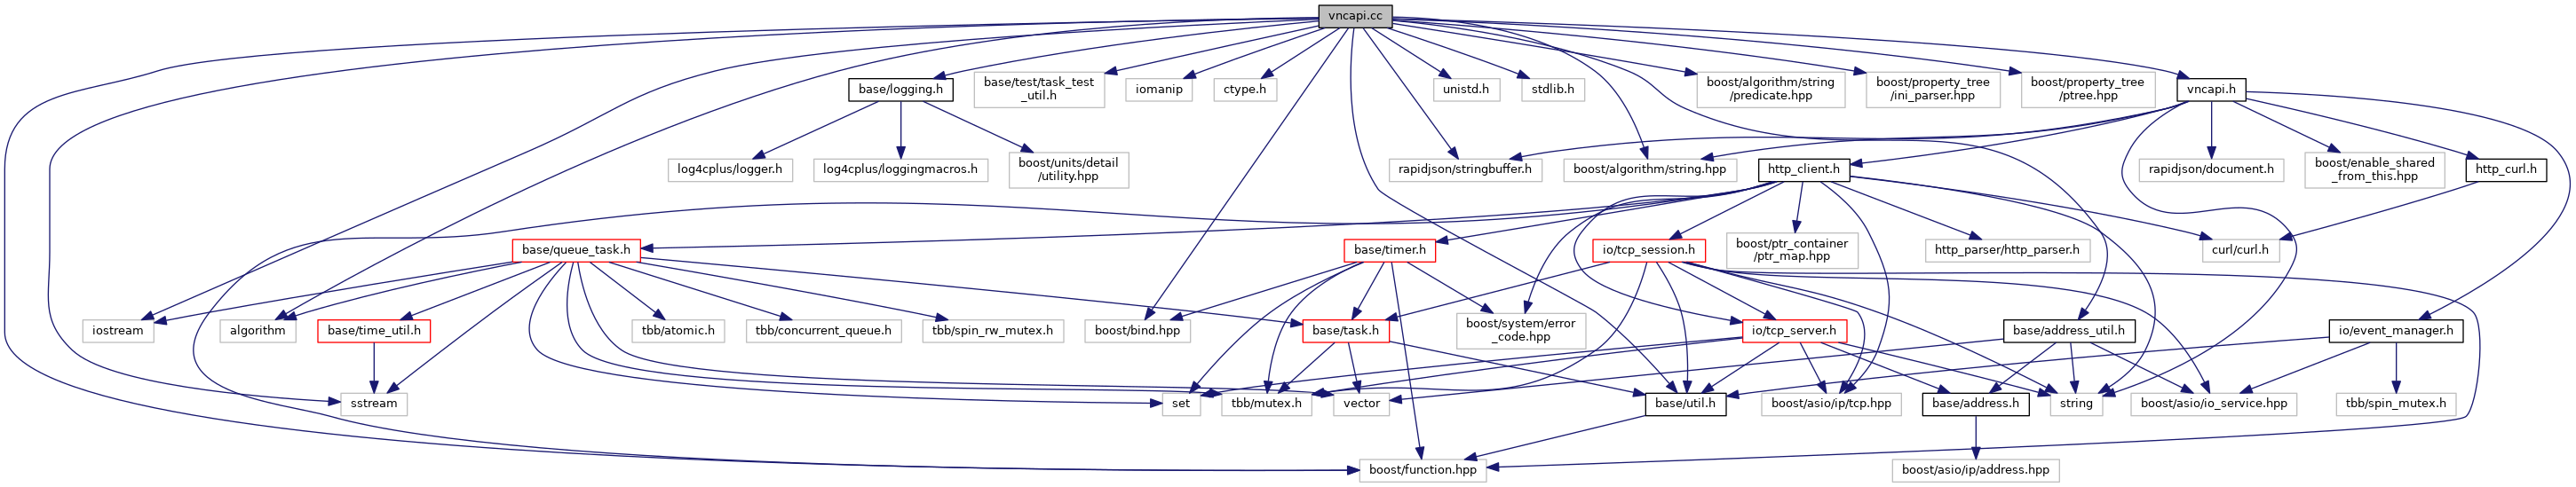 vncapi.cc
base/logging.h
base/test/task_test
_util.h
iomanip
ctype.h
unistd.h
stdlib.h
boost/algorithm/string
/predicate.hpp
boost/property_tree
/ini_parser.hpp
boost/property_tree
/ptree.hpp
vncapi.h
log4cplus/logger.h
log4cplus/loggingmacros.h
boost/units/detail
/utility.hpp
rapidjson/stringbuffer.h
boost/algorithm/string.hpp
http_client.h
rapidjson/document.h
boost/enable_shared
_from_this.hpp
http_curl.h
base/queue_task.h
base/timer.h
io/tcp_session.h
boost/ptr_container
/ptr_map.hpp
http_parser/http_parser.h
curl/curl.h
iostream
algorithm
base/time_util.h
tbb/atomic.h
tbb/concurrent_queue.h
tbb/spin_rw_mutex.h
boost/bind.hpp
base/task.h
boost/system/error
_code.hpp
io/tcp_server.h
base/address_util.h
io/event_manager.h
sstream
set
tbb/mutex.h
vector
base/util.h
boost/asio/ip/tcp.hpp
base/address.h
string
boost/asio/io_service.hpp
tbb/spin_mutex.h
boost/function.hpp
boost/asio/ip/address.hpp